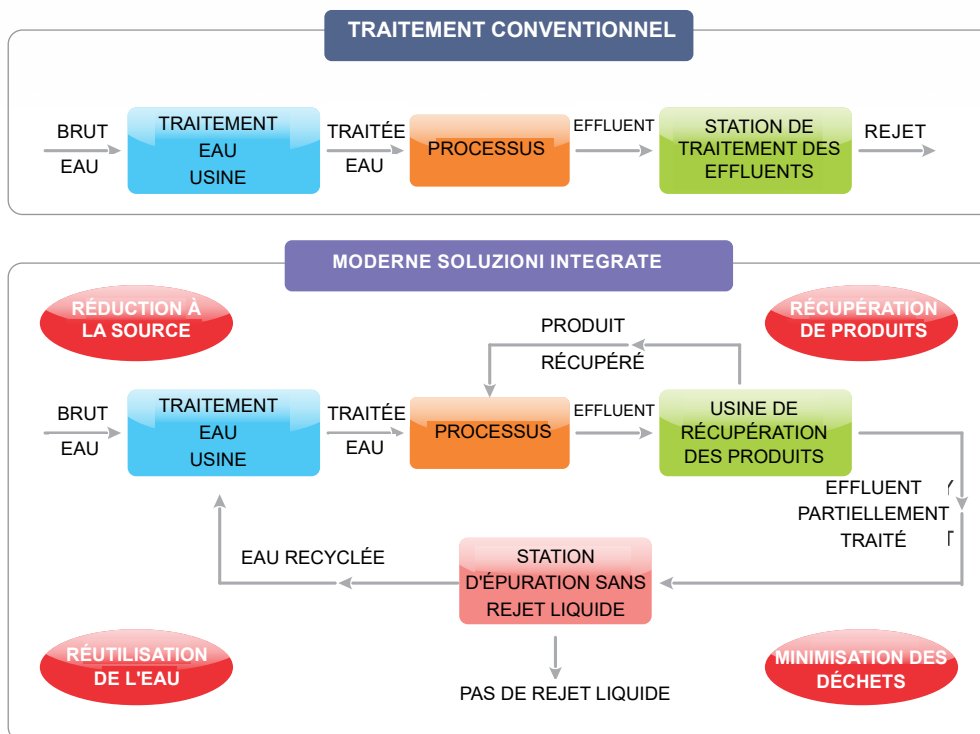 TRAITEMENT CONVENTIONNEL
BRUT
EAU
TRAITEMENT
EAU
USINE
TRAITÉE
EAU
PROCESSUS
EFFLUENT
STATION DE
TRAITEMENT DES
EFFLUENTS
REJET
MODERNE SOLUZIONI INTEGRATE
RÉDUCTION À
LA SOURCE
RÉCUPÉRATION
DE PRODUITS
PRODUIT
RÉCUPÉRÉ
BRUT
EAU
TRAITEMENT
EAU
USINE
TRAITÉE
EAU
PROCESSUS
EFFLUENT
USINE DE
RÉCUPÉRATION
DES PRODUITS
EFFLUENT
PARTIELLEMENT
TRAITÉ
EAU RECYCLÉE
STATION
D'ÉPURATION SANS
REJET LIQUIDE
RÉUTILISATION
DE L'EAU
MINIMISATION DES
DÉCHETS
PAS DE REJET LIQUIDE